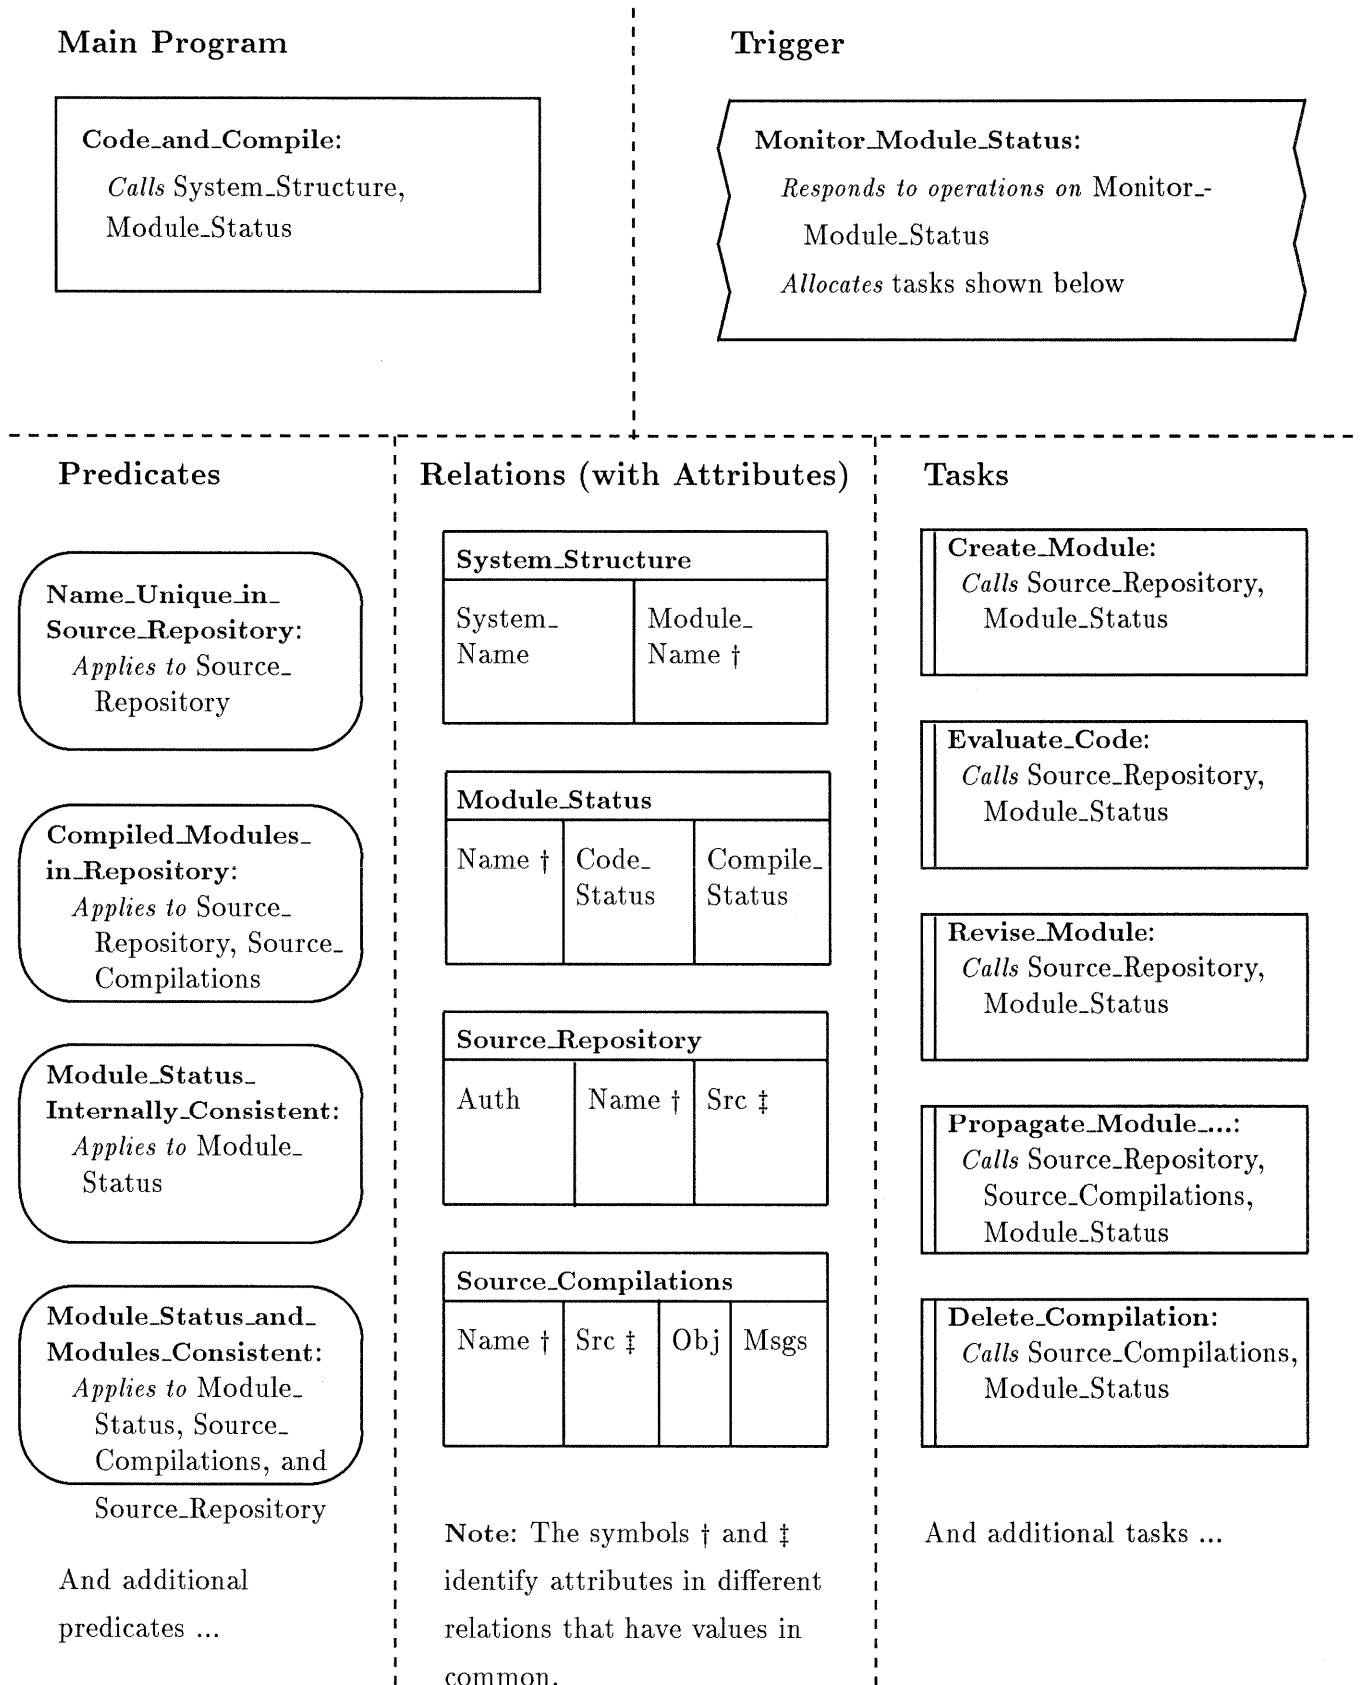 Main Program
Code_and_Compile:
Calls System_Structure,
Module_Status
Trigger
Monitor_Module_Status:
Responds to operations on Monitor_-
Module_Status
Allocates tasks shown below
Predicates
Name_Unique_in_
Source_Repository:
Applies to Source_
Repository
Compiled_Modules_
in_Repository:
Applies to Source_
Repository, Source_
Compilations
Module_Status_
Internally_Consistent:
Applies to Module_
Status
Module_Status_and_
Modules_Consistent:
Applies to Module_
Status, Source_
Compilations, and
Source_Repository
And additional
predicates ...
Relations (with Attributes)
System_Structure
System_
Name
Module_
Name †
Module_Status
Name †
Code_
Status
Compile_
Status
Source_Repository
Auth
Name †
Src ‡
Source_Compilations
Name †
Src ‡
Obj
Msgs
Note: The symbols † and ‡
identify attributes in different
relations that have values in
common.
Tasks
Create_Module:
Calls Source_Repository,
Module_Status
Evaluate_Code:
Calls Source_Repository,
Module_Status
Revise_Module:
Calls Source_Repository,
Module_Status
Propagate_Module_...:
Calls Source_Repository,
Source_Compilations,
Module_Status
Delete_Compilation:
Calls Source_Compilations,
Module_Status
And additional tasks ...